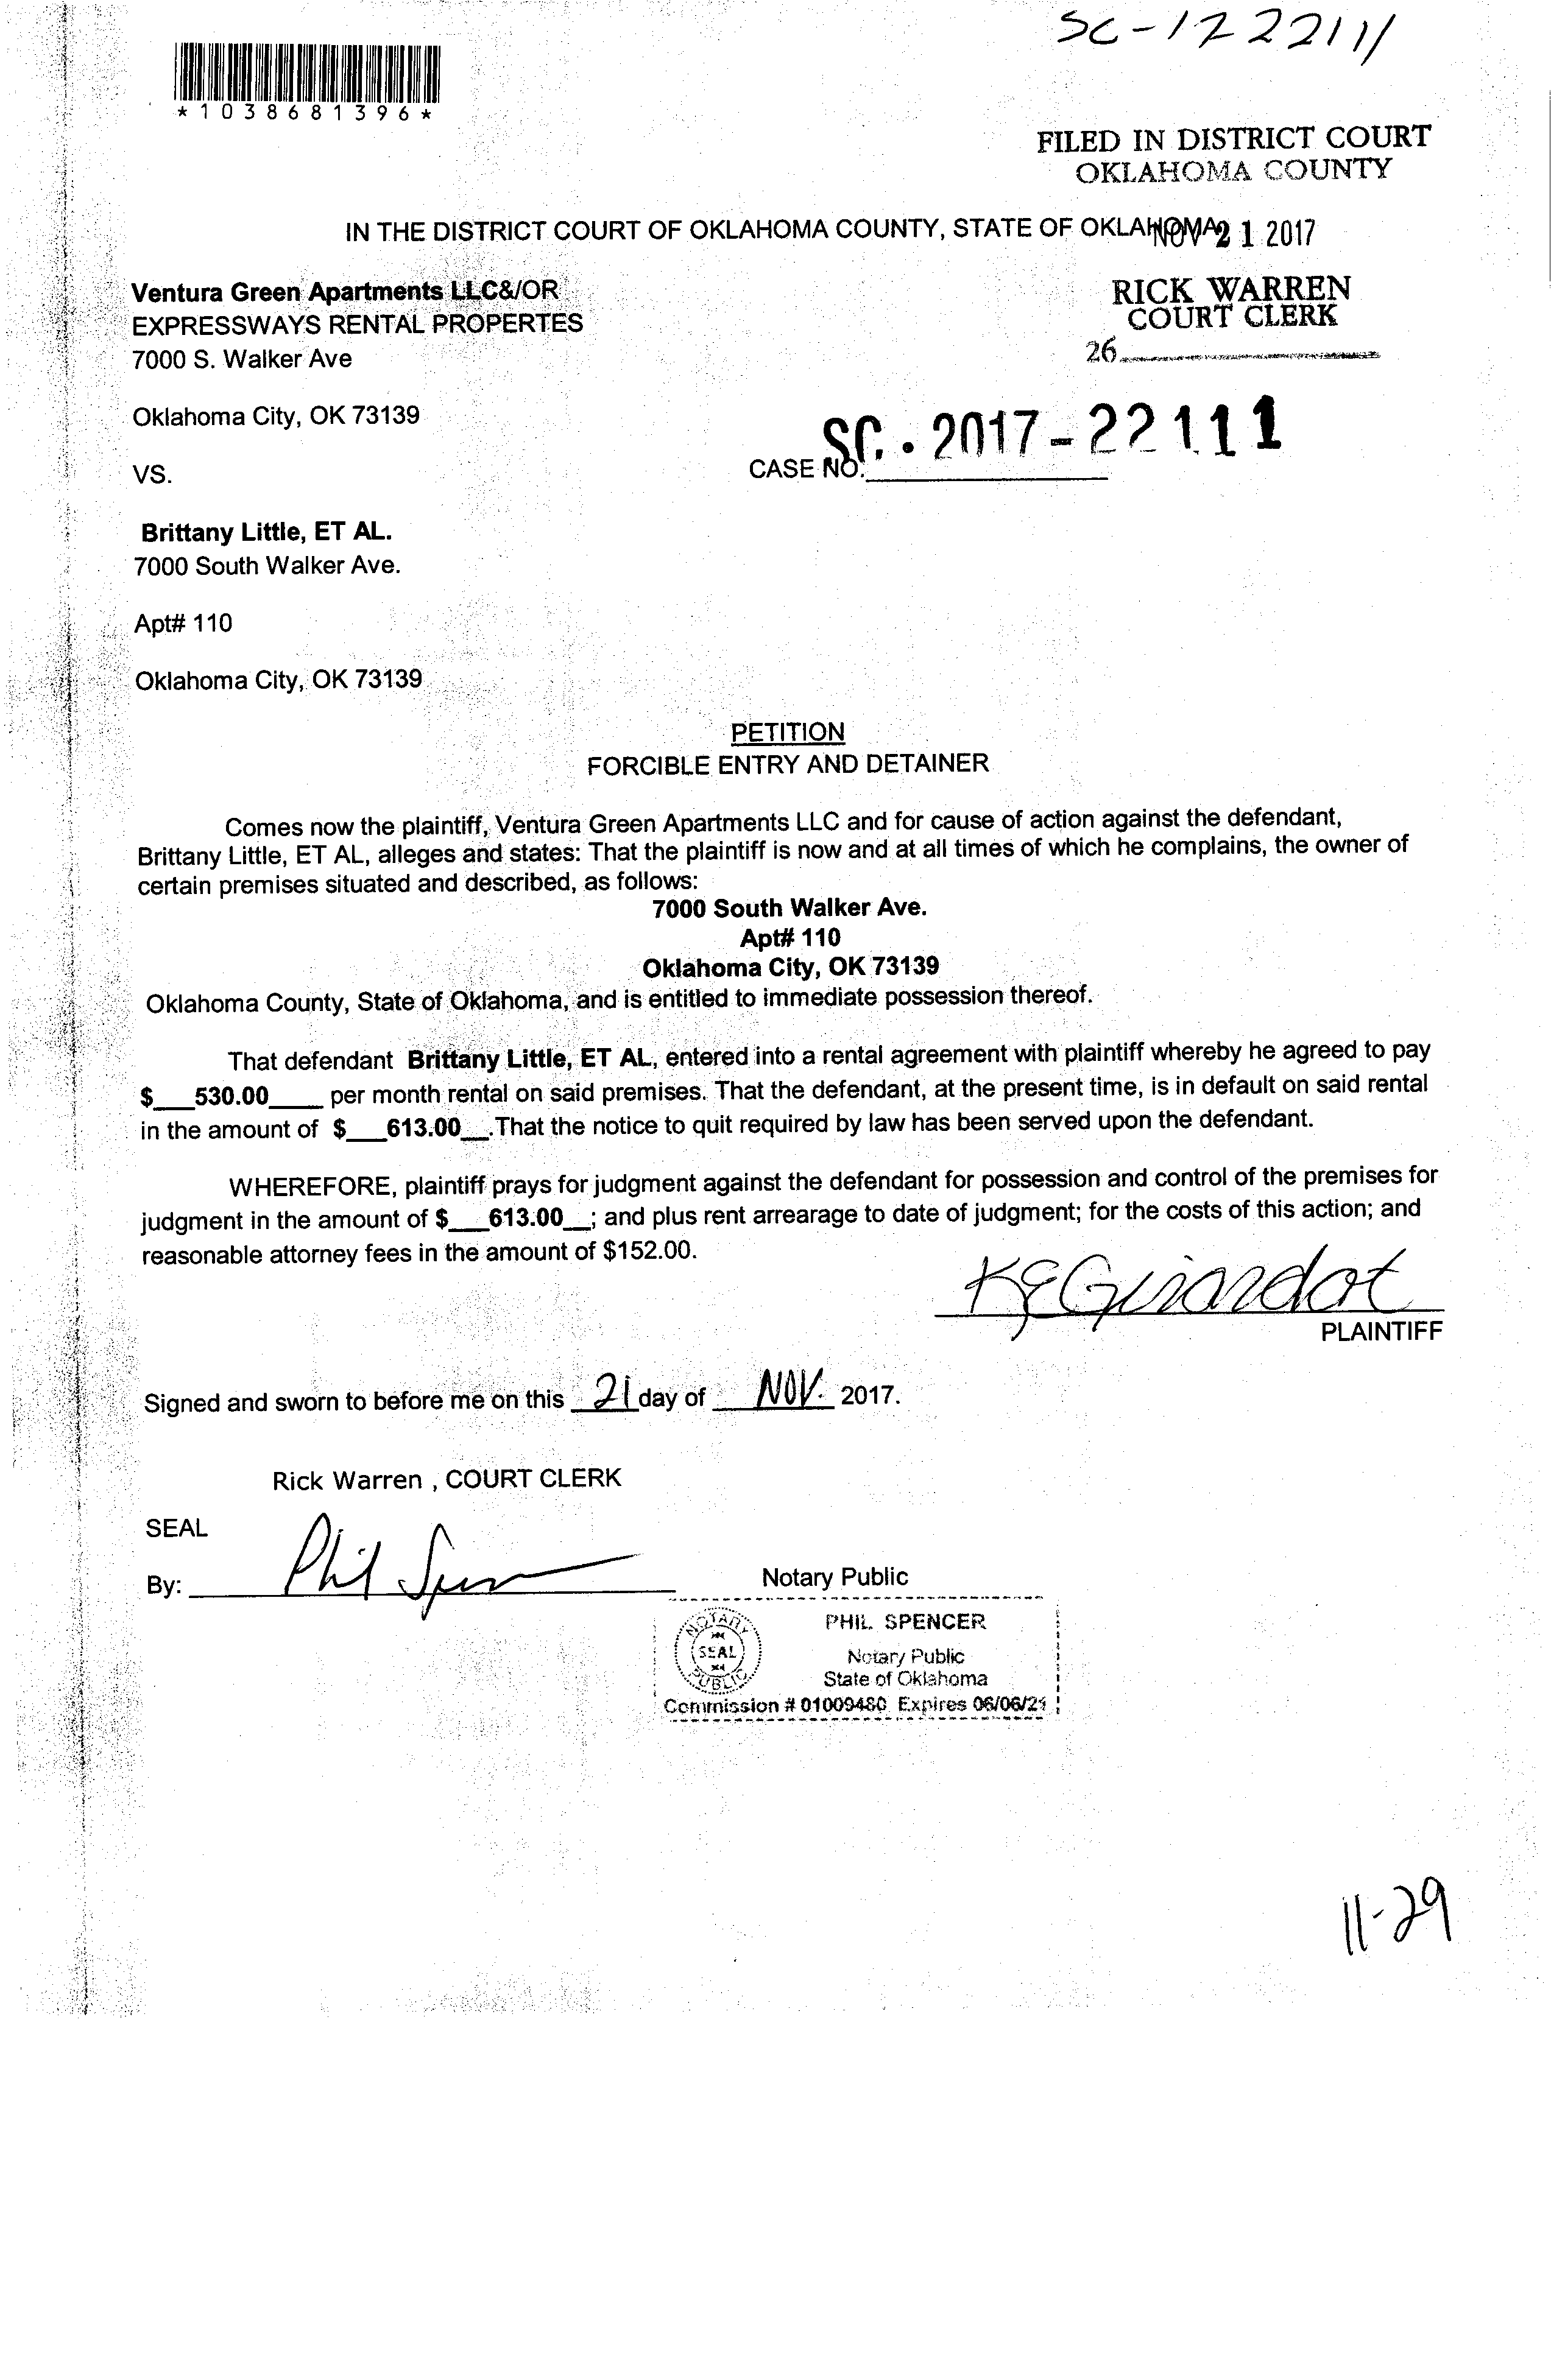 SC-1722111
*1038681396*
FILED IN DISTRICT COURT
OKLAHOMA COUNTY
IN THE DISTRICT COURT OF OKLAHOMA COUNTY, STATE OF OKLAHOMA
NOV 21 2017
Ventura Green Apartments LLC&/OR
EXPRESSWAYS RENTAL PROPERTES
7000 S. Walker Ave
RICK WARREN
COURT CLERK
26
Oklahoma City, OK 73139
CASE NO. SC - 2017 - 22111
VS.
Brittany Little, ET AL.
7000 South Walker Ave.
Apt# 110
Oklahoma City, OK 73139
PETITION
FORCIBLE ENTRY AND DETAINER
Comes now the plaintiff, Ventura Green Apartments LLC and for cause of action against the defendant,
Brittany Little, ET AL, alleges and states: That the plaintiff is now and at all times of which he complains, the owner of
certain premises situated and described, as follows:
7000 South Walker Ave.
Apt# 110
Oklahoma City, OK 73139
Oklahoma County, State of Oklahoma, and is entitled to immediate possession thereof.
That defendant Brittany Little, ET AL, entered into a rental agreement with plaintiff whereby he agreed to pay
$___530.00____ per month rental on said premises. That the defendant, at the present time, is in default on said rental
in the amount of $___613.00__.That the notice to quit required by law has been served upon the defendant.
WHEREFORE, plaintiff prays for judgment against the defendant for possession and control of the premises for
judgment in the amount of $___613.00__; and plus rent arrearage to date of judgment; for the costs of this action; and
reasonable attorney fees in the amount of $152.00.
KEGirardot
PLAINTIFF
Signed and sworn to before me on this 21 day of NOV. 2017.
Rick Warren , COURT CLERK
SEAL
By: Phil Spencer
Notary Public
NOTARY
SEAL
PUBLIC
PHIL SPENCER
Notary Public
State of Oklahoma
Commission # 01009480 Expires 06/06/21
11-29